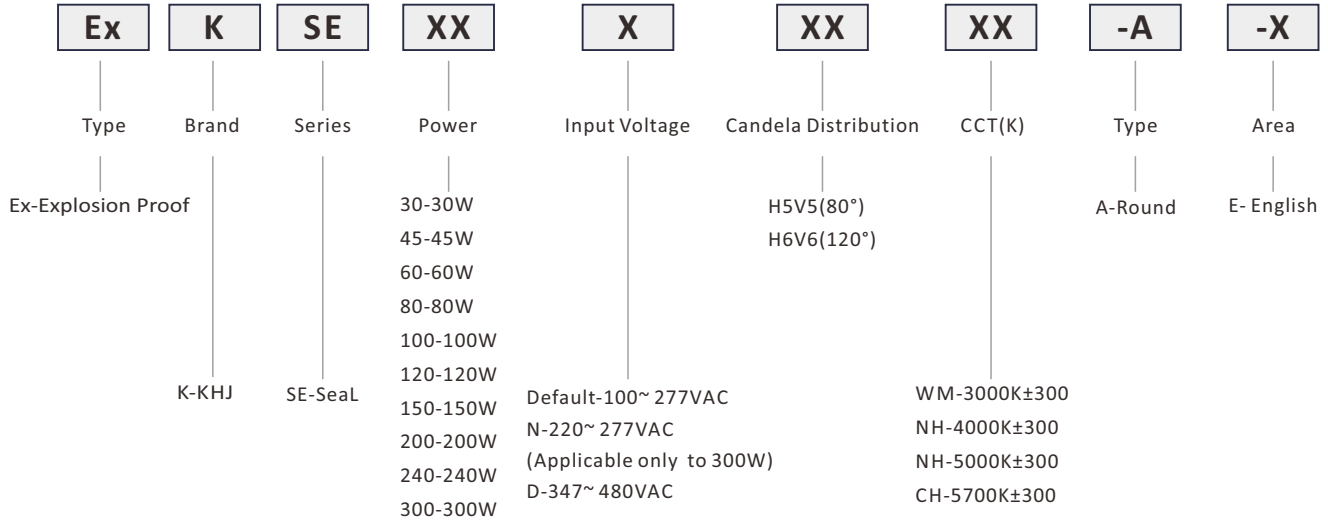 Ex K SE XX X XX XX -A -X
Type Brand Series Power Input Voltage Candela Distribution CCT(K) Type Area
Ex-Explosion Proof
K-KHJ
SE-SeaL
30-30W
45-45W
60-60W
80-80W
100-100W
120-120W
150-150W
200-200W
240-240W
300-300W
Default-100~277VAC
N-220~277VAC
(Applicable only to 300W)
D-347~480VAC
H5V5(80°)
H6V6(120°)
WM-3000K±300
NH-4000K±300
NH-5000K±300
CH-5700K±300
A-Round
E- English